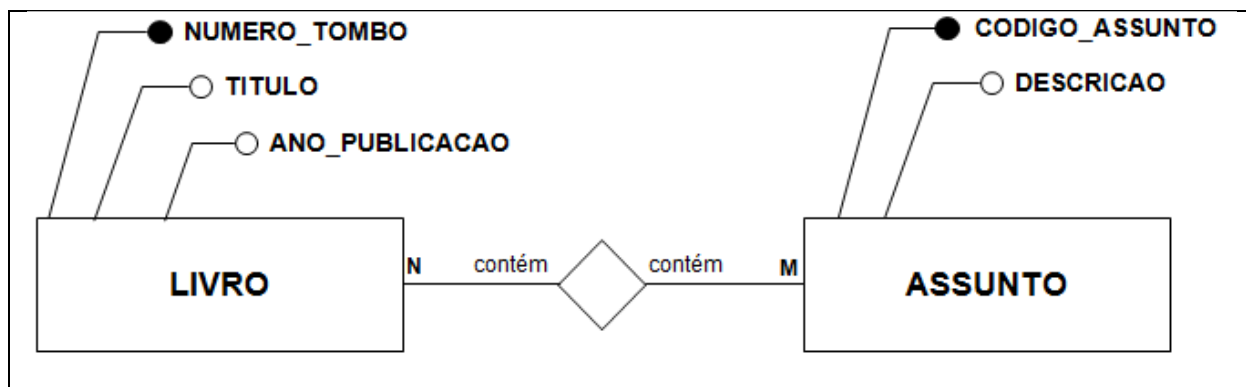 NUMERO_TOMBO
TITULO
ANO_PUBLICACAO
LIVRO
N contém contém M
CODIGO_ASSUNTO
DESCRICAO
ASSUNTO